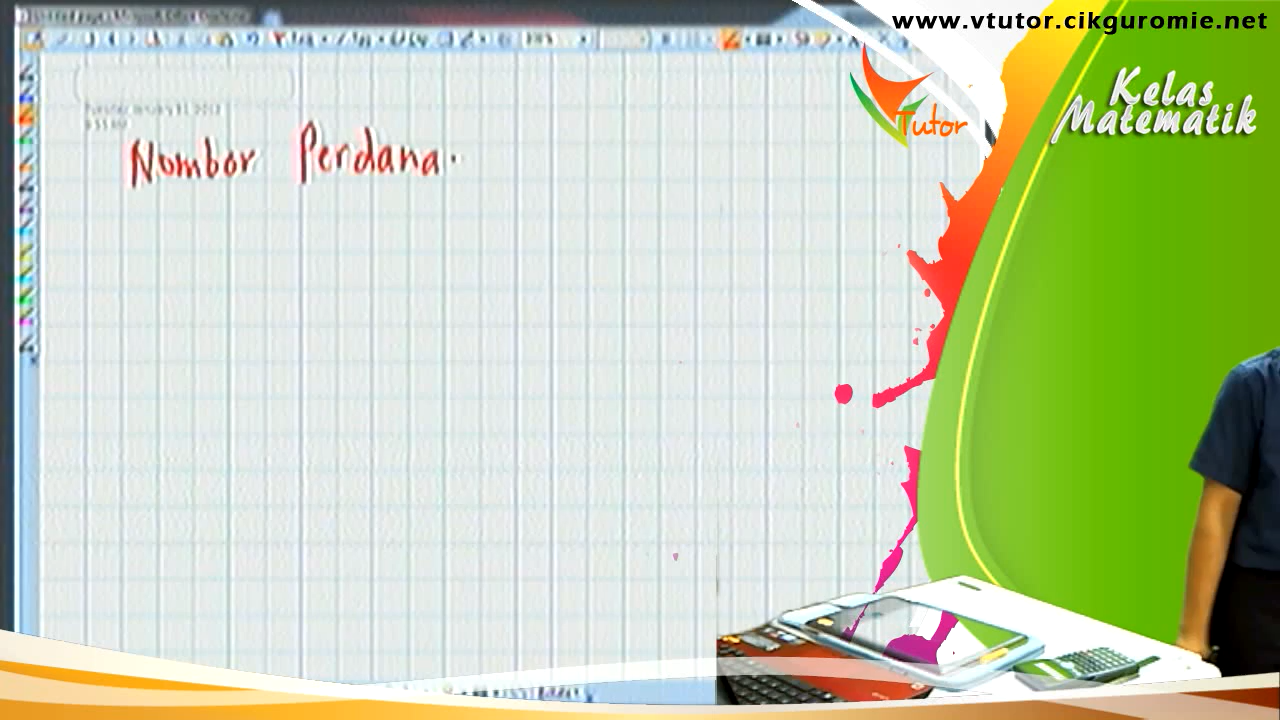 www.vtutor.cikguromie.net
Kelas
Matematik
Tutor
Nombor Perdana.